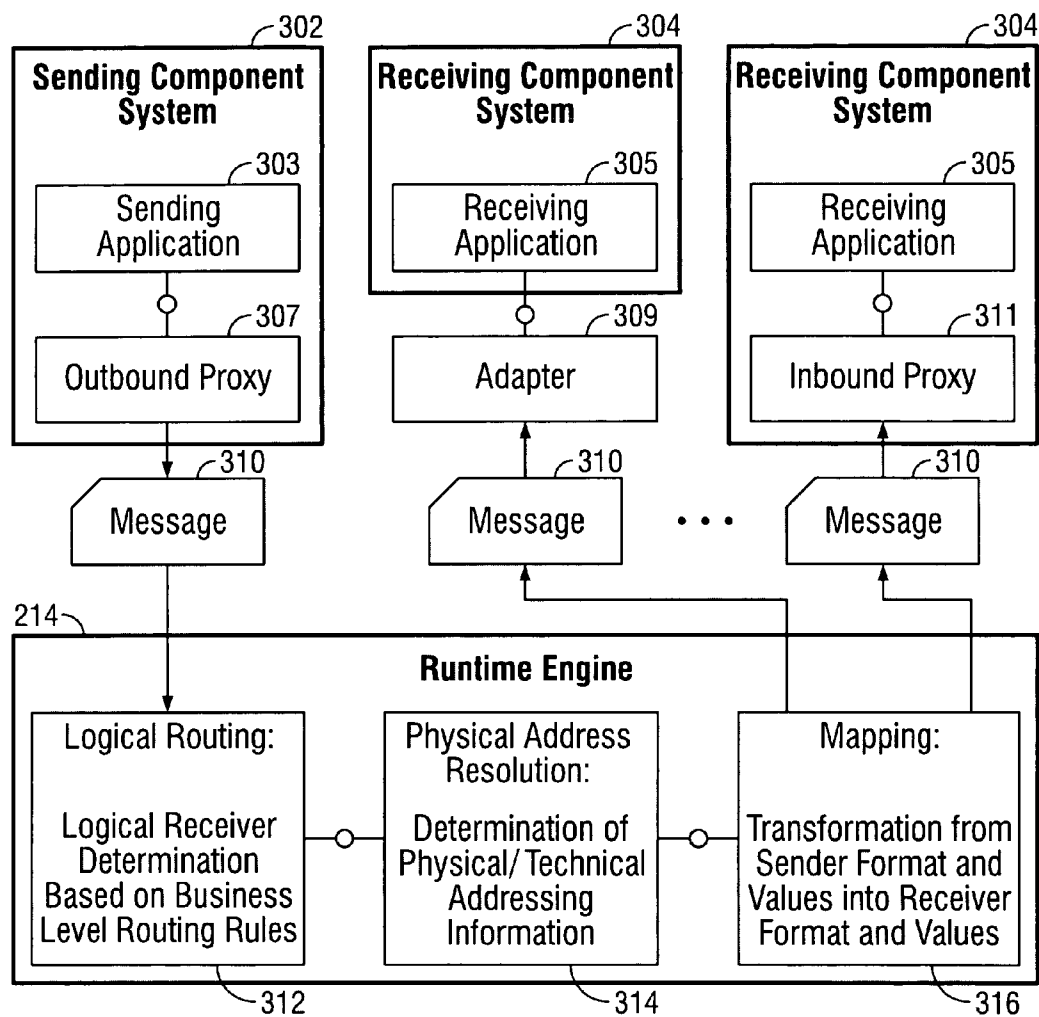 302
304
304
Sending Component
System
Receiving Component
System
Receiving Component
System
303
305
305
Sending
Application
Receiving
Application
Receiving
Application
307
309
311
Outbound Proxy
Adapter
Inbound Proxy
310
310
310
Message
Message
• • •
Message
214
Runtime Engine
Logical Routing:
Logical Receiver
Determination
Based on Business
Level Routing Rules
Physical Address
Resolution:
Determination of
Physical/ Technical
Addressing
Information
Mapping:
Transformation from
Sender Format and
Values into Receiver
Format and Values
312
314
316